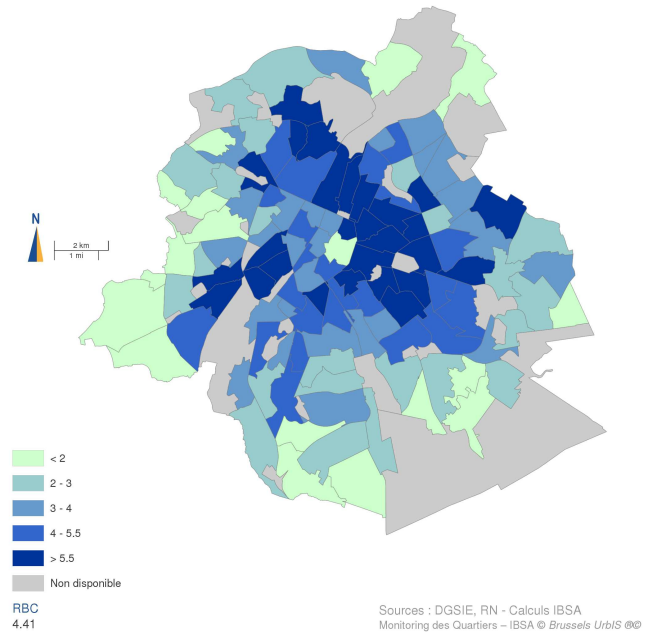 N
2 km
1 mi
< 2
2 - 3
3 - 4
4 - 5.5
> 5.5
Non disponible
RBC
4.41
Sources : DGSIE, RN - Calculs IBSA
Monitoring des Quartiers – IBSA © Brussels UrbIS ®©